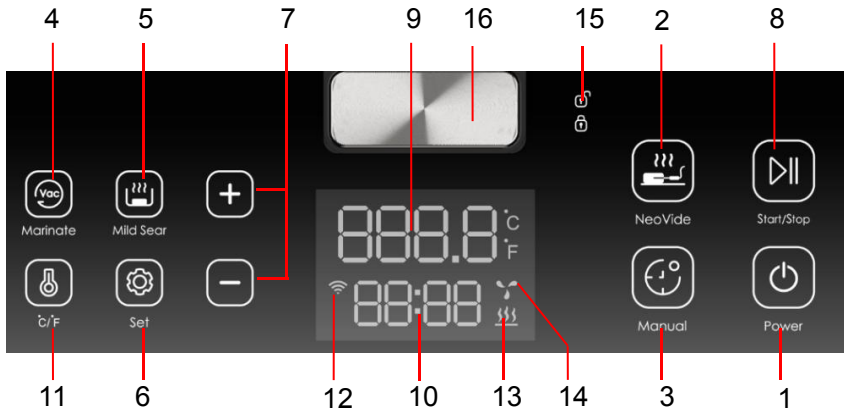 4 5 7 9 16 15 2 8
Vac
Marinate Mild Sear + NeoVide Start/Stop
888.8 °C
°F
88:88
°C/°F Set − Manual Power
11 6 12 10 13 14 3 1